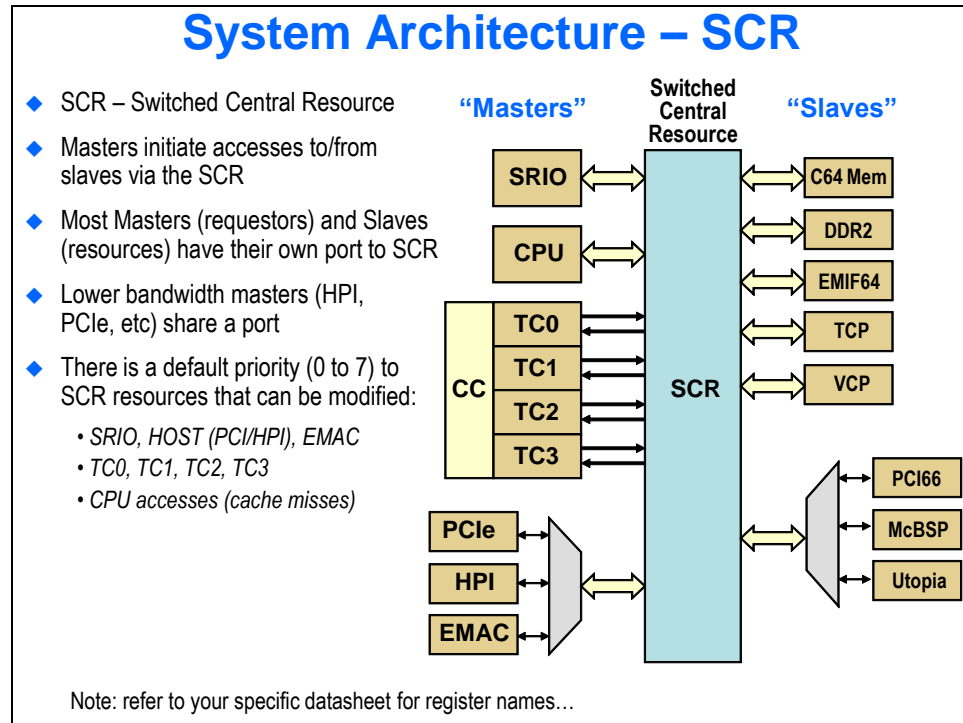 System Architecture – SCR
◆ SCR – Switched Central Resource
◆ Masters initiate accesses to/from
slaves via the SCR
◆ Most Masters (requestors) and Slaves
(resources) have their own port to SCR
◆ Lower bandwidth masters (HPI,
PCIe, etc) share a port
◆ There is a default priority (0 to 7) to
SCR resources that can be modified:
• SRIO, HOST (PCI/HPI), EMAC
• TC0, TC1, TC2, TC3
• CPU accesses (cache misses)
“Masters”
Switched
Central
Resource
“Slaves”
SRIO
CPU
CC
TC0
TC1
TC2
TC3
PCIe
HPI
EMAC
SCR
C64 Mem
DDR2
EMIF64
TCP
VCP
PCI66
McBSP
Utopia
Note: refer to your specific datasheet for register names…